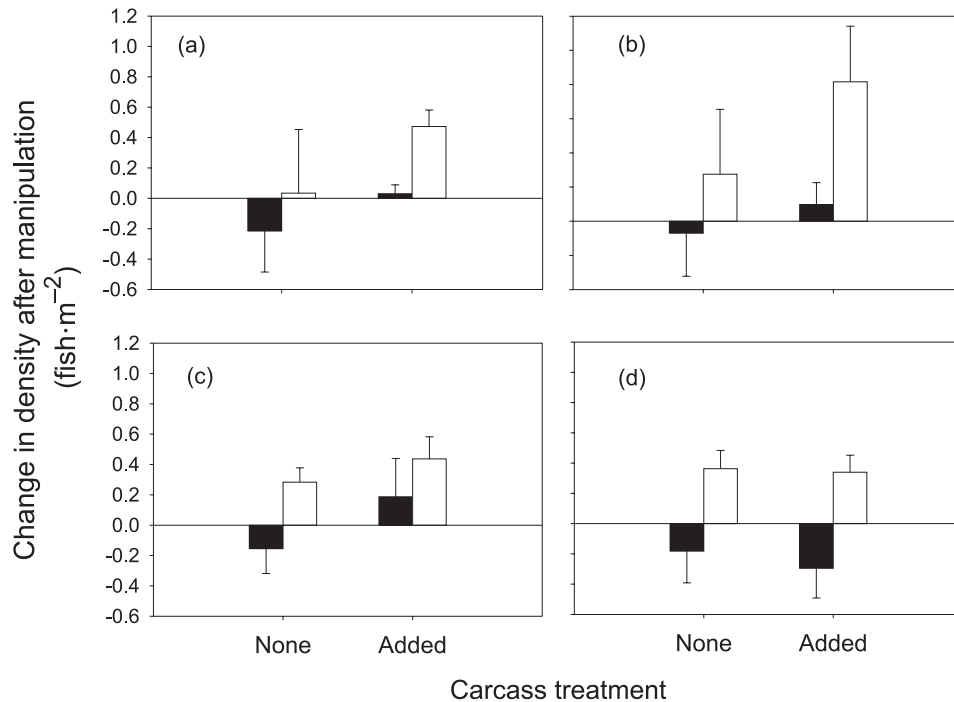 Change in density after manipulation
(fish·m⁻²)
1.2
1.0
0.8
0.6
0.4
0.2
0.0
-0.2
-0.4
-0.6
(a)
(b)
1.2
1.0
0.8
0.6
0.4
0.2
0.0
-0.2
-0.4
-0.6
(c)
(d)
None Added
None Added
Carcass treatment